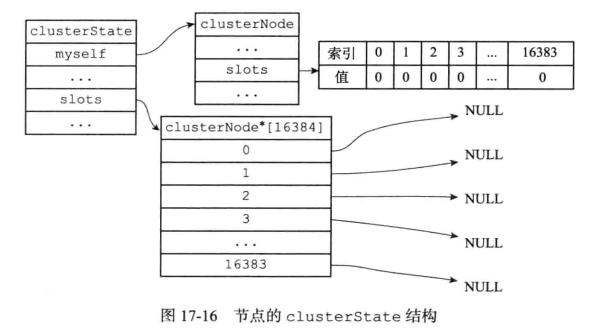 clusterState
myself
...
slots
...
clusterNode
...
slots
...
索引 0 1 2 3 ... 16383
值 0 0 0 0 ... 0
clusterNode*[16384]
0
1
2
3
...
16383
NULL
NULL
NULL
NULL
NULL
图 17-16 节点的 clusterState 结构